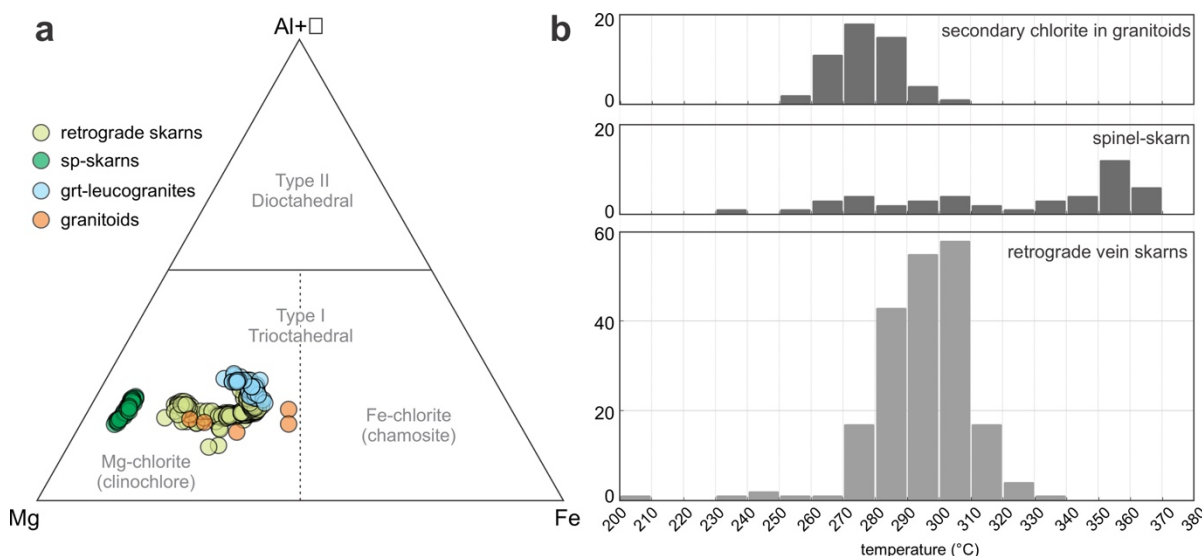 a
Al+□
retrograde skarns
sp-skarns
grt-leucogranites
granitoids
Type II
Dioctahedral
Type I
Trioctahedral
Mg-chlorite
(clinochlore)
Fe-chlorite
(chamosite)
Mg
Fe
b
20
secondary chlorite in granitoids
0
20
spinel-skarn
0
60
retrograde vein skarns
40
20
0
200
210
220
230
240
250
260
270
280
290
300
310
320
330
340
350
360
370
380
temperature (°C)